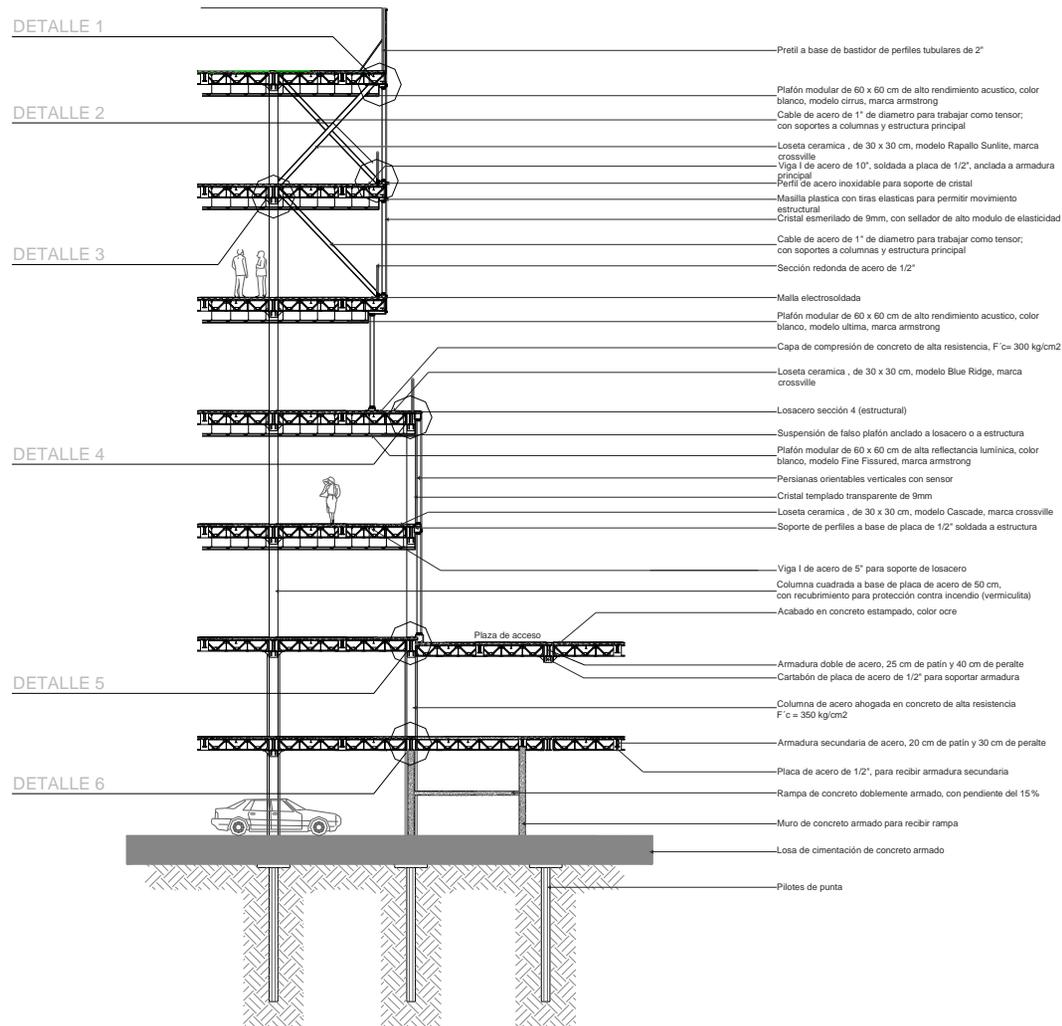 DETALLE 1
DETALLE 2
DETALLE 3
DETALLE 4
DETALLE 5
DETALLE 6
Plaza de acceso
Pretil a base de bastidor de perfiles tubulares de 2"
Plafón modular de 60 x 60 cm de alto rendimiento acustico, color
blanco, modelo cirrus, marca armstrong
Cable de acero de 1" de diametro para trabajar como tensor;
con soportes a columnas y estructura principal
Loseta ceramica , de 30 x 30 cm, modelo Rapallo Sunlite, marca
crossville
Viga I de acero de 10", soldada a placa de 1/2", anclada a armadura
principal
Perfil de acero inoxidable para soporte de cristal
Masilla plastica con tiras elasticas para permitir movimiento
estructural
Cristal esmerilado de 9mm, con sellador de alto modulo de elasticidad
Cable de acero de 1" de diametro para trabajar como tensor;
con soportes a columnas y estructura principal
Sección redonda de acero de 1/2"
Malla electrosoldada
Plafón modular de 60 x 60 cm de alto rendimiento acustico, color
blanco, modelo ultima, marca armstrong
Capa de compresión de concreto de alta resistencia, F´c= 300 kg/cm2
Loseta ceramica , de 30 x 30 cm, modelo Blue Ridge, marca
crossville
Losacero sección 4 (estructural)
Suspensión de falso plafón anclado a losacero o a estructura
Plafón modular de 60 x 60 cm de alta reflectancia lumínica, color
blanco, modelo Fine Fissured, marca armstrong
Persianas orientables verticales con sensor
Cristal templado transparente de 9mm
Loseta ceramica , de 30 x 30 cm, modelo Cascade, marca crossville
Soporte de perfiles a base de placa de 1/2" soldada a estructura
Viga I de acero de 5" para soporte de losacero
Columna cuadrada a base de placa de acero de 50 cm,
con recubrimiento para protección contra incendio (vermiculita)
Acabado en concreto estampado, color ocre
Armadura doble de acero, 25 cm de patín y 40 cm de peralte
Cartabón de placa de acero de 1/2" para soportar armadura
Columna de acero ahogada en concreto de alta resistencia
F´c = 350 kg/cm2
Armadura secundaria de acero, 20 cm de patín y 30 cm de peralte
Placa de acero de 1/2", para recibir armadura secundaria
Rampa de concreto doblemente armado, con pendiente del 15%
Muro de concreto armado para recibir rampa
Losa de cimentación de concreto armado
Pilotes de punta